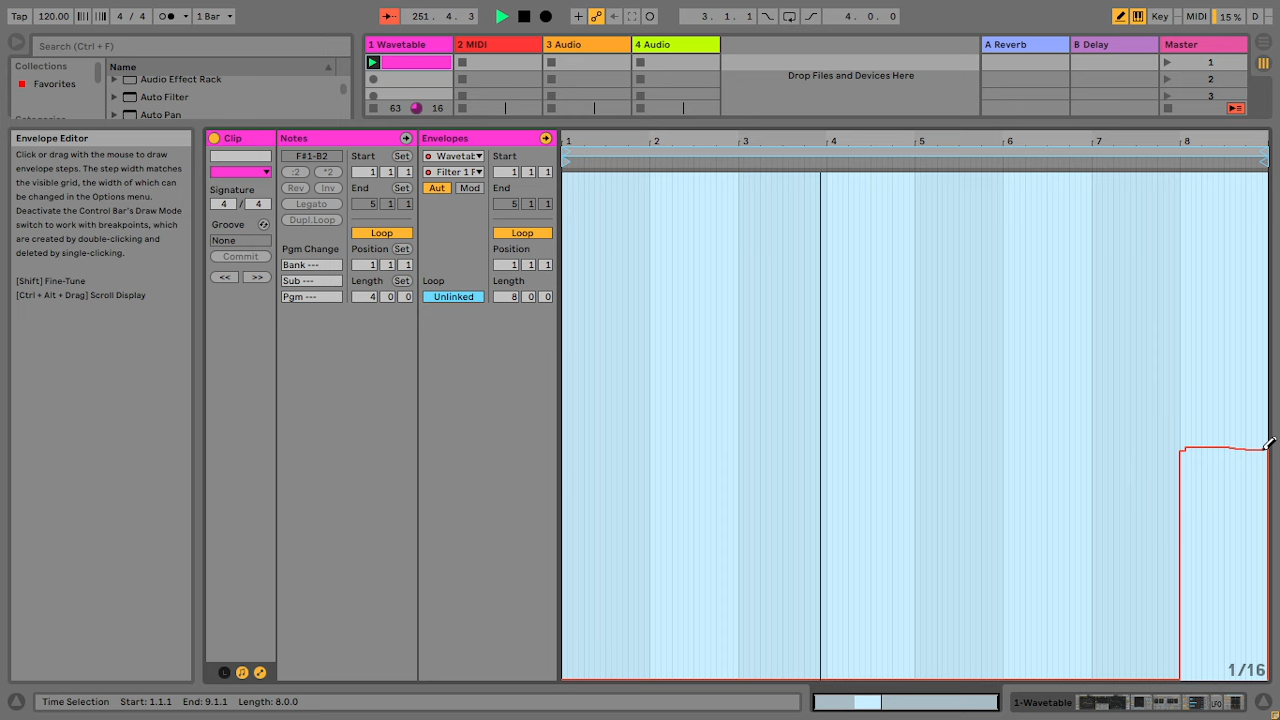 Tap 120.00 4 / 4 1 Bar 251. 4. 3 3. 1. 1 4. 0. 0 Key MIDI 15 % D
Search (Ctrl + F)
Collections
Favorites
Name
Audio Effect Rack
Auto Filter
Auto Pan
1 Wavetable 2 MIDI 3 Audio 4 Audio
Drop Files and Devices Here
63 16
A Reverb B Delay Master
1
2
3
Envelope Editor
Click or drag with the mouse to draw
envelope steps. The step width matches
the visible grid, the width of which can
be changed in the Options menu.
Deactivate the Control Bar's Draw Mode
switch to work with breakpoints, which
are created by double-clicking and
deleted by single-clicking.
[Shift] Fine-Tune
[Ctrl + Alt + Drag] Scroll Display
Clip
Signature
4 / 4
Groove
None
Commit
<< >>
Notes
F#1-B2
:2 *2
Rev Inv
Legato
Dupl.Loop
Pgm Change
Bank ---
Sub ---
Pgm ---
Start Set
1 1 1
End Set
5 1 1
Loop
Position Set
1 1 1
Length Set
4 0 0
Envelopes
Wavetab
Filter 1 F
Aut Mod
Loop
Unlinked
Start
1 1 1
End
5 1 1
Loop
Position
1 1 1
Length
8 0 0
1 2 3 4 5 6 7 8
1/16
Time Selection Start: 1.1.1 End: 9.1.1 Length: 8.0.0
1-Wavetable
LFO